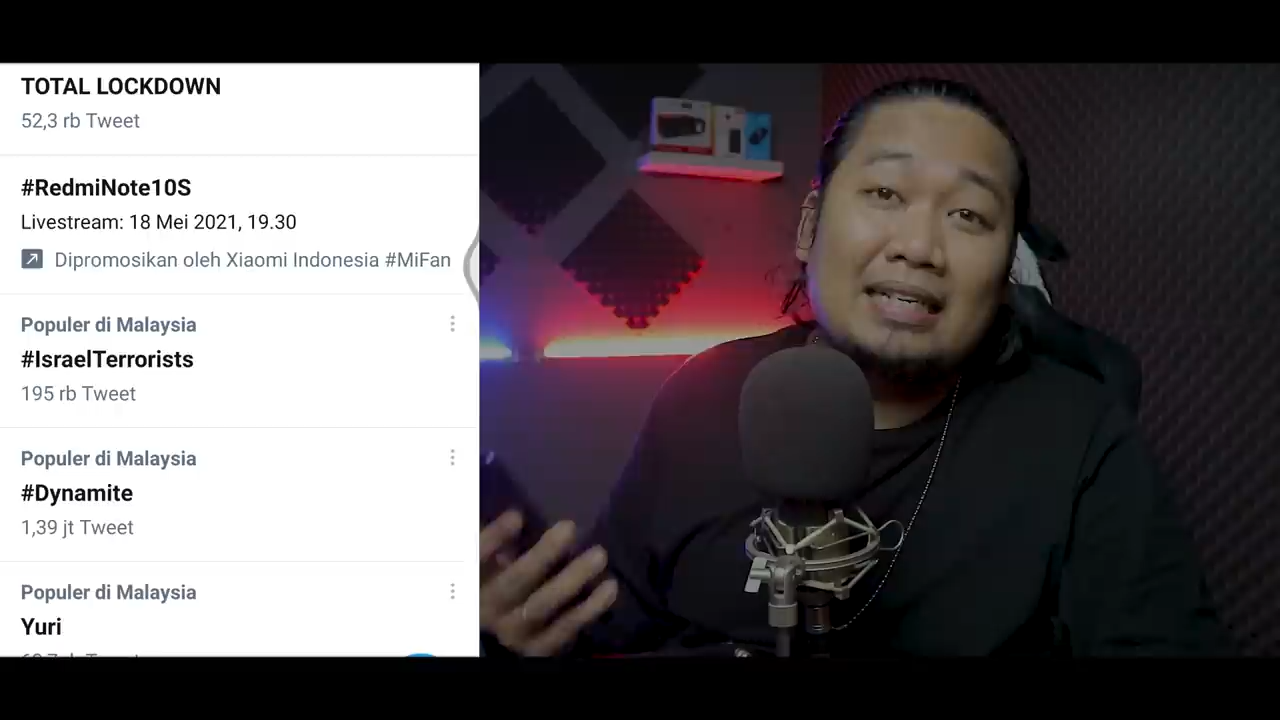 TOTAL LOCKDOWN
52,3 rb Tweet
#RedmiNote10S
Livestream: 18 Mei 2021, 19.30
Dipromosikan oleh Xiaomi Indonesia #MiFan
Populer di Malaysia
#IsraelTerrorists
195 rb Tweet
Populer di Malaysia
#Dynamite
1,39 jt Tweet
Populer di Malaysia
Yuri